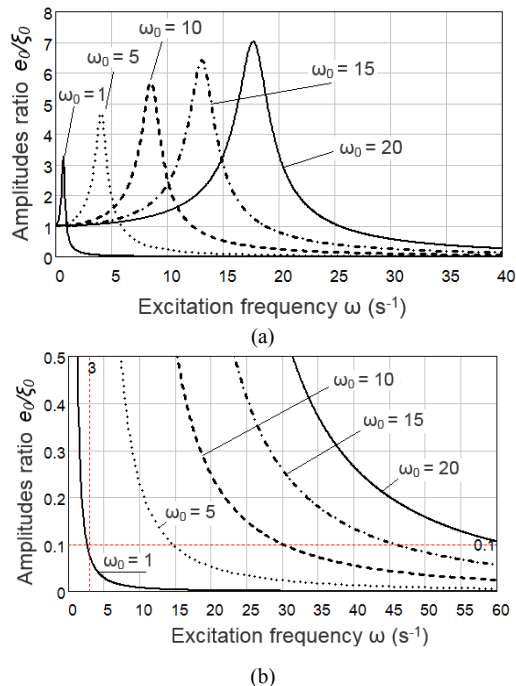 ω₀ = 10
ω₀ = 5
ω₀ = 1
ω₀ = 15
ω₀ = 20
Amplitudes ratio e₀/ξ₀
8
7
6
5
4
3
2
1
0
0 5 10 15 20 25 30 35 40
Excitation frequency ω (s⁻¹)
(a)
3
Amplitudes ratio e₀/ξ₀
0.5
0.4
0.3
0.2
0.1
0
ω₀ = 10
ω₀ = 15
ω₀ = 20
ω₀ = 5
0.1
ω₀ = 1
0 5 10 15 20 25 30 35 40 45 50 55 60
Excitation frequency ω (s⁻¹)
(b)